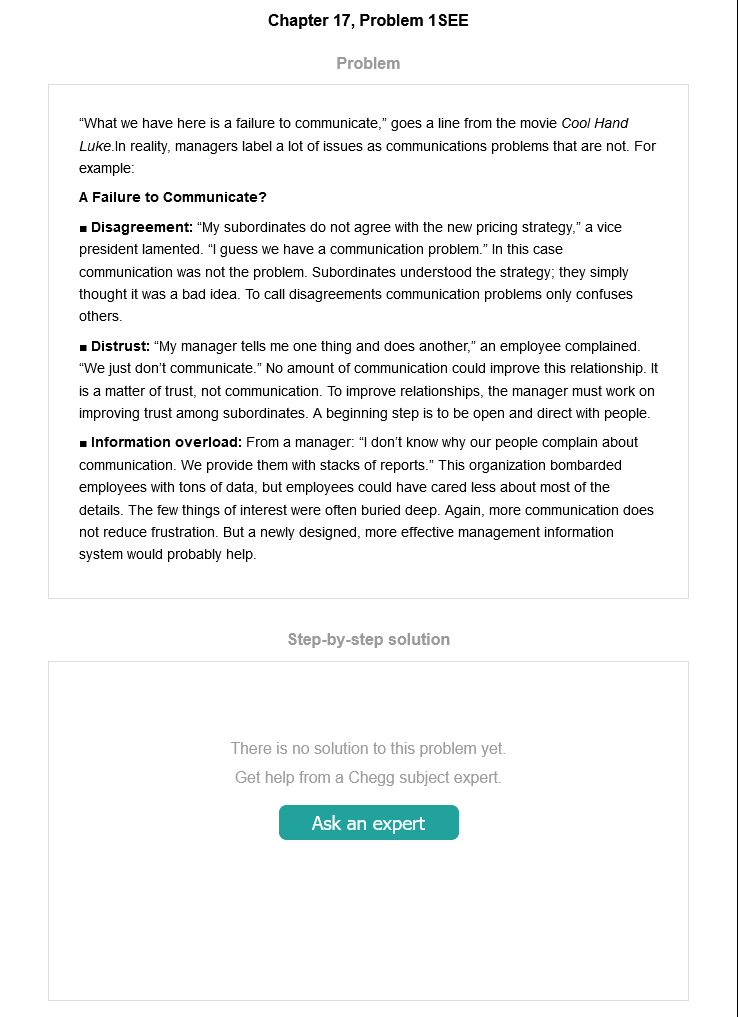 Chapter 17, Problem 1SEE
Problem
“What we have here is a failure to communicate,” goes a line from the movie Cool Hand
Luke.In reality, managers label a lot of issues as communications problems that are not. For
example:
A Failure to Communicate?
■ Disagreement: “My subordinates do not agree with the new pricing strategy,” a vice
president lamented. “I guess we have a communication problem.” In this case
communication was not the problem. Subordinates understood the strategy; they simply
thought it was a bad idea. To call disagreements communication problems only confuses
others.
■ Distrust: “My manager tells me one thing and does another,” an employee complained.
“We just don’t communicate.” No amount of communication could improve this relationship. It
is a matter of trust, not communication. To improve relationships, the manager must work on
improving trust among subordinates. A beginning step is to be open and direct with people.
■ Information overload: From a manager: “I don’t know why our people complain about
communication. We provide them with stacks of reports.” This organization bombarded
employees with tons of data, but employees could have cared less about most of the
details. The few things of interest were often buried deep. Again, more communication does
not reduce frustration. But a newly designed, more effective management information
system would probably help.
Step-by-step solution
There is no solution to this problem yet.
Get help from a Chegg subject expert.
Ask an expert